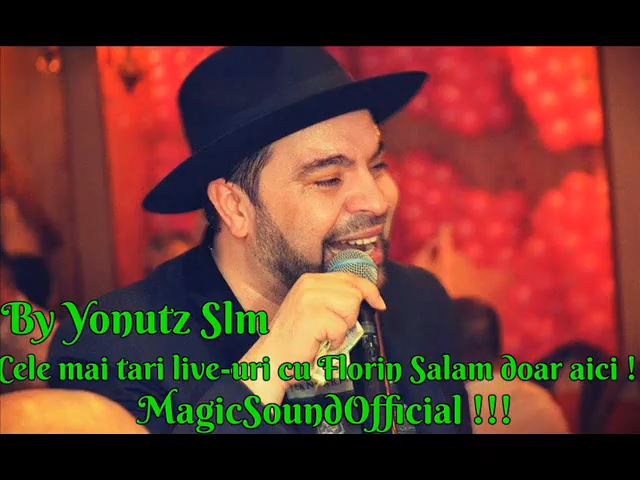 By Yonutz Slm
Cele mai tari live-uri cu Florin Salam doar aici !
MagicSoundOfficial !!!